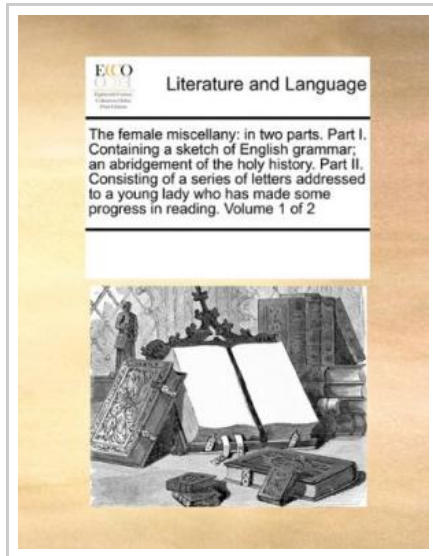 ECCO
Literature and Language
The female miscellany: in two parts. Part I.
Containing a sketch of English grammar;
an abridgement of the holy history. Part II.
Consisting of a series of letters addressed
to a young lady who has made some
progress in reading. Volume 1 of 2